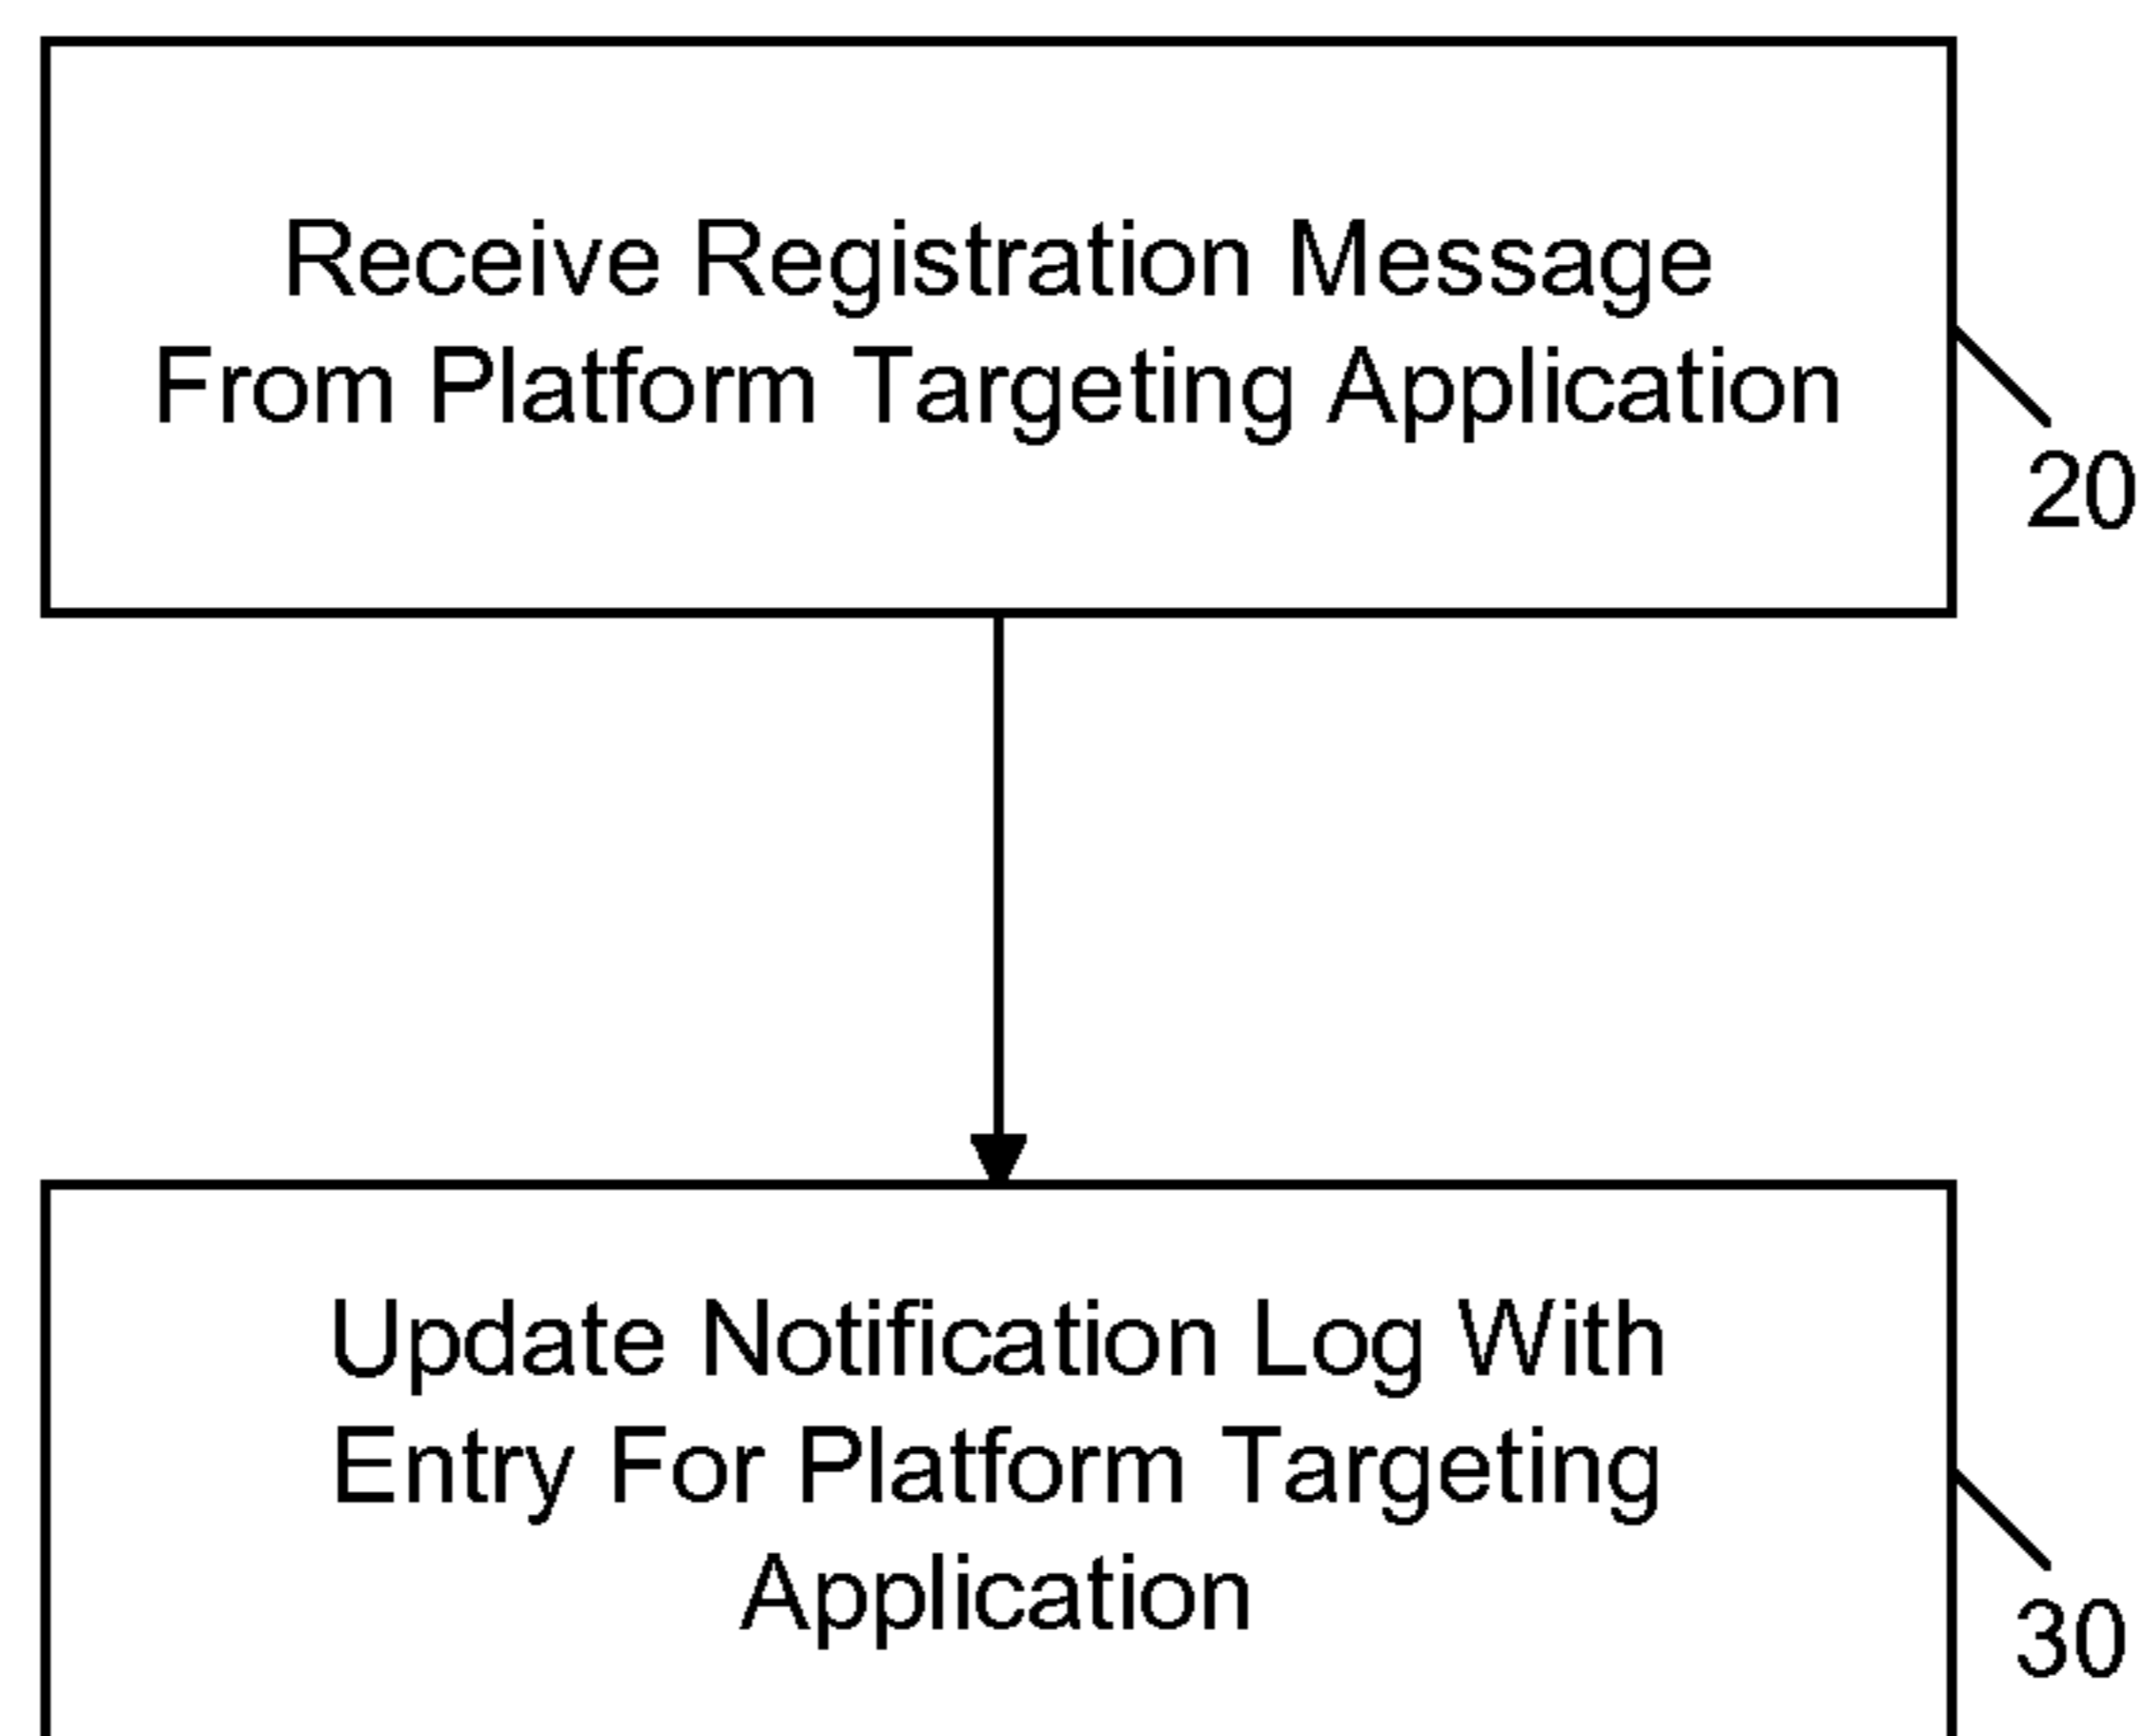 Receive Registration Message
From Platform Targeting Application
20
Update Notification Log With
Entry For Platform Targeting
Application
30